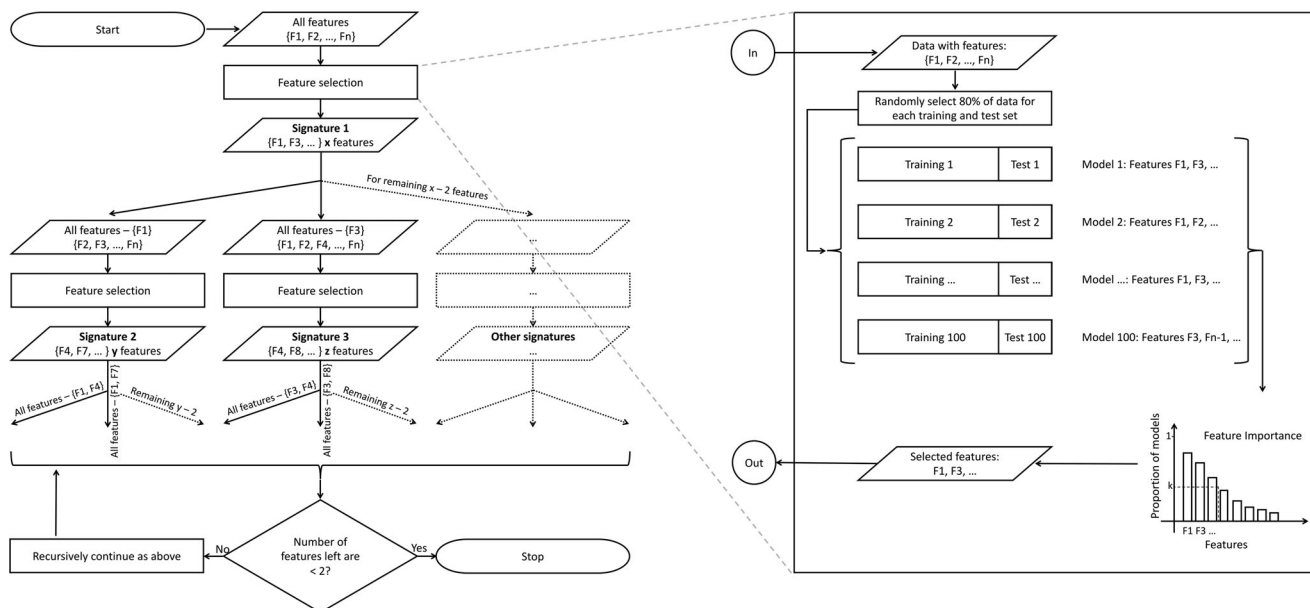 Start
All features
{F1, F2, ..., Fn}
Feature selection
Signature 1
{F1, F3, ... } x features
For remaining x – 2 features
All features – {F1}
{F2, F3, ..., Fn}
All features – {F3}
{F1, F2, F4, ..., Fn}
...
Feature selection
Feature selection
...
Signature 2
{F4, F7, ... } y features
Signature 3
{F4, F8, ... } z features
Other signatures
...
All features – {F1, F4}
All features – {F1, F7}
Remaining y – 2
All features – {F3, F4}
All features – {F3, F8}
Remaining z – 2
Recursively continue as above
No
Number of
features left are
< 2?
Yes
Stop
In
Data with features:
{F1, F2, ..., Fn}
Randomly select 80% of data for
each training and test set
Training 1
Test 1
Model 1: Features F1, F3, ...
Training 2
Test 2
Model 2: Features F1, F2, ...
Training ...
Test ...
Model ...: Features F1, F3, ...
Training 100
Test 100
Model 100: Features F3, Fn-1, ...
Out
Selected features:
F1, F3, ...
Feature Importance
Proportion of models
1
k
F1 F3 ...
Features